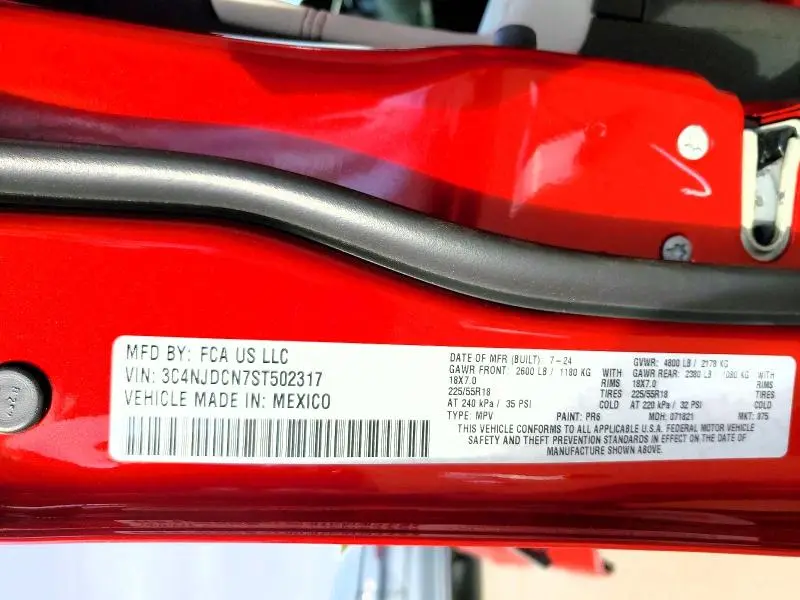 MFD BY: FCA US LLC
VIN: 3C4NJDCN7ST502317
VEHICLE MADE IN: MEXICO
DATE OF MFR (BUILT): 7-24
GAWR FRONT: 2600 LB / 1180 KG WITH
18X7.0 RIMS
225/55R18 TIRES
AT 240 kPa / 35 PSI COLD
TYPE: MPV PAINT: PR6
GVWR: 4800 LB / 2178 KG
GAWR REAR: 2380 LB 1080 KG WITH
18X7.0 RIMS
225/55R18 TIRES
AT 220 kPa / 32 PSI COLD
MDH: 071821 MKT: 875
THIS VEHICLE CONFORMS TO ALL APPLICABLE U.S.A. FEDERAL MOTOR VEHICLE
SAFETY AND THEFT PREVENTION STANDARDS IN EFFECT ON THE DATE OF
MANUFACTURE SHOWN ABOVE.